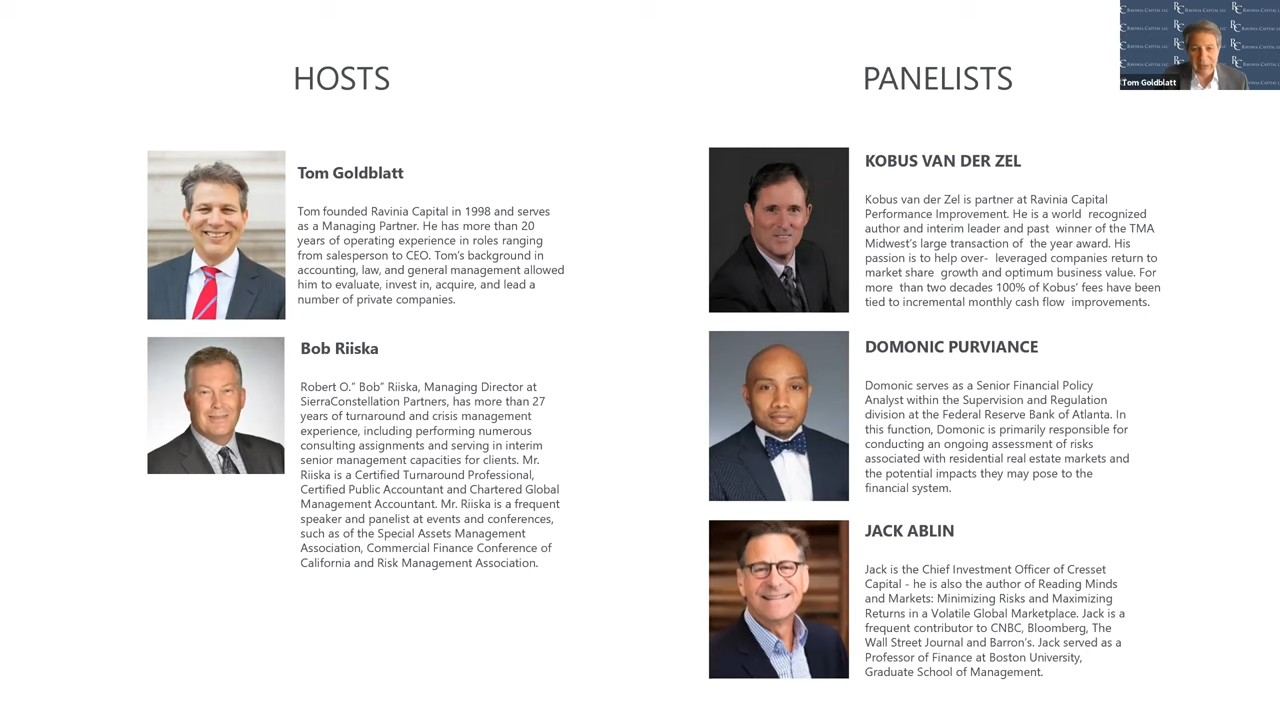 HOSTS
Tom Goldblatt
Tom founded Ravinia Capital in 1998 and serves
as a Managing Partner. He has more than 20
years of operating experience in roles ranging
from salesperson to CEO. Tom's background in
accounting, law, and general management allowed
him to evaluate, invest in, acquire, and lead a
number of private companies.
Bob Riiska
Robert O." Bob" Riiska, Managing Director at
SierraConstellation Partners, has more than 27
years of turnaround and crisis management
experience, including performing numerous
consulting assignments and serving in interim
senior management capacities for clients. Mr.
Riiska is a Certified Turnaround Professional,
Certified Public Accountant and Chartered Global
Management Accountant. Mr. Riiska is a frequent
speaker and panelist at events and conferences,
such as of the Special Assets Management
Association, Commercial Finance Conference of
California and Risk Management Association.
PANELISTS
KOBUS VAN DER ZEL
Kobus van der Zel is partner at Ravinia Capital
Performance Improvement. He is a world recognized
author and interim leader and past winner of the TMA
Midwest's large transaction of the year award. His
passion is to help over- leveraged companies return to
market share growth and optimum business value. For
more than two decades 100% of Kobus' fees have been
tied to incremental monthly cash flow improvements.
DOMONIC PURVIANCE
Domonic serves as a Senior Financial Policy
Analyst within the Supervision and Regulation
division at the Federal Reserve Bank of Atlanta. In
this function, Domonic is primarily responsible for
conducting an ongoing assessment of risks
associated with residential real estate markets and
the potential impacts they may pose to the
financial system.
JACK ABLIN
Jack is the Chief Investment Officer of Cresset
Capital - he is also the author of Reading Minds
and Markets: Minimizing Risks and Maximizing
Returns in a Volatile Global Marketplace. Jack is a
frequent contributor to CNBC, Bloomberg, The
Wall Street Journal and Barron's. Jack served as a
Professor of Finance at Boston University,
Graduate School of Management.
Tom Goldblatt